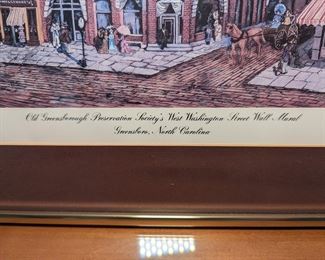 Old Greensborough Preservation Society's West Washington Street Wall Mural
Greensboro, North Carolina